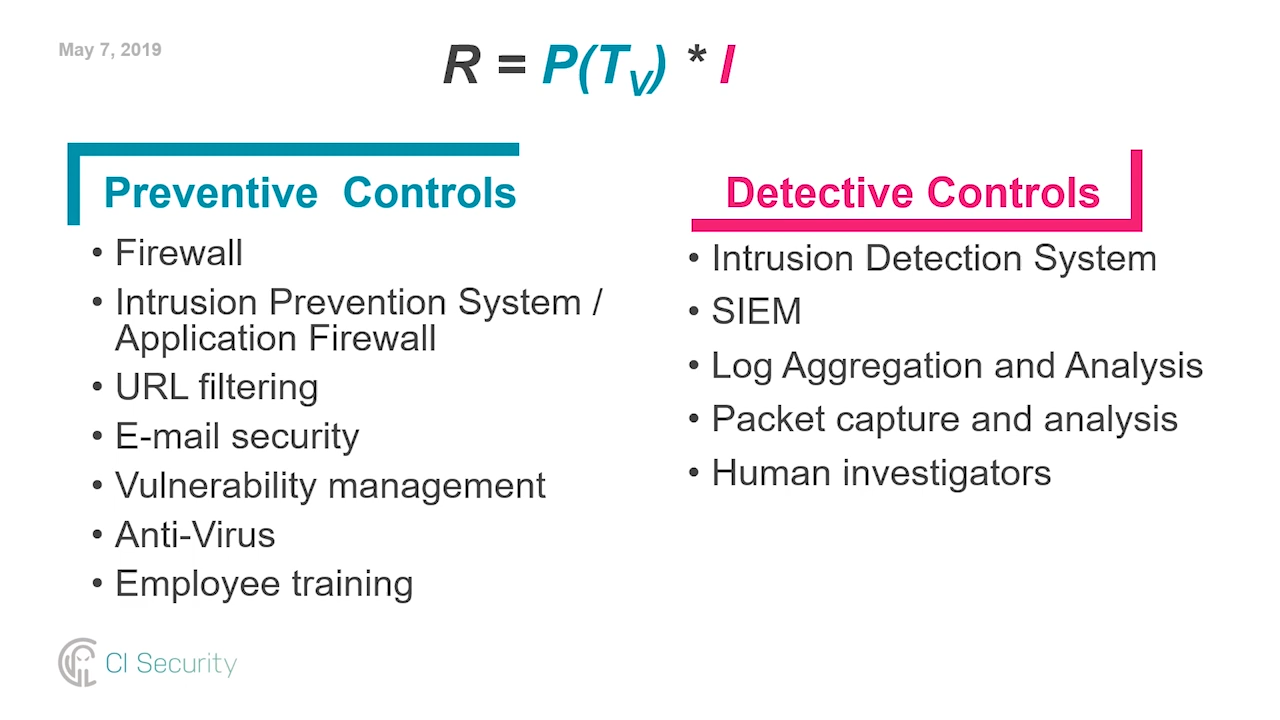 May 7, 2019
R = P(TV) * I
Preventive Controls
• Firewall
• Intrusion Prevention System /
Application Firewall
• URL filtering
• E-mail security
• Vulnerability management
• Anti-Virus
• Employee training
Detective Controls
• Intrusion Detection System
• SIEM
• Log Aggregation and Analysis
• Packet capture and analysis
• Human investigators
CI Security